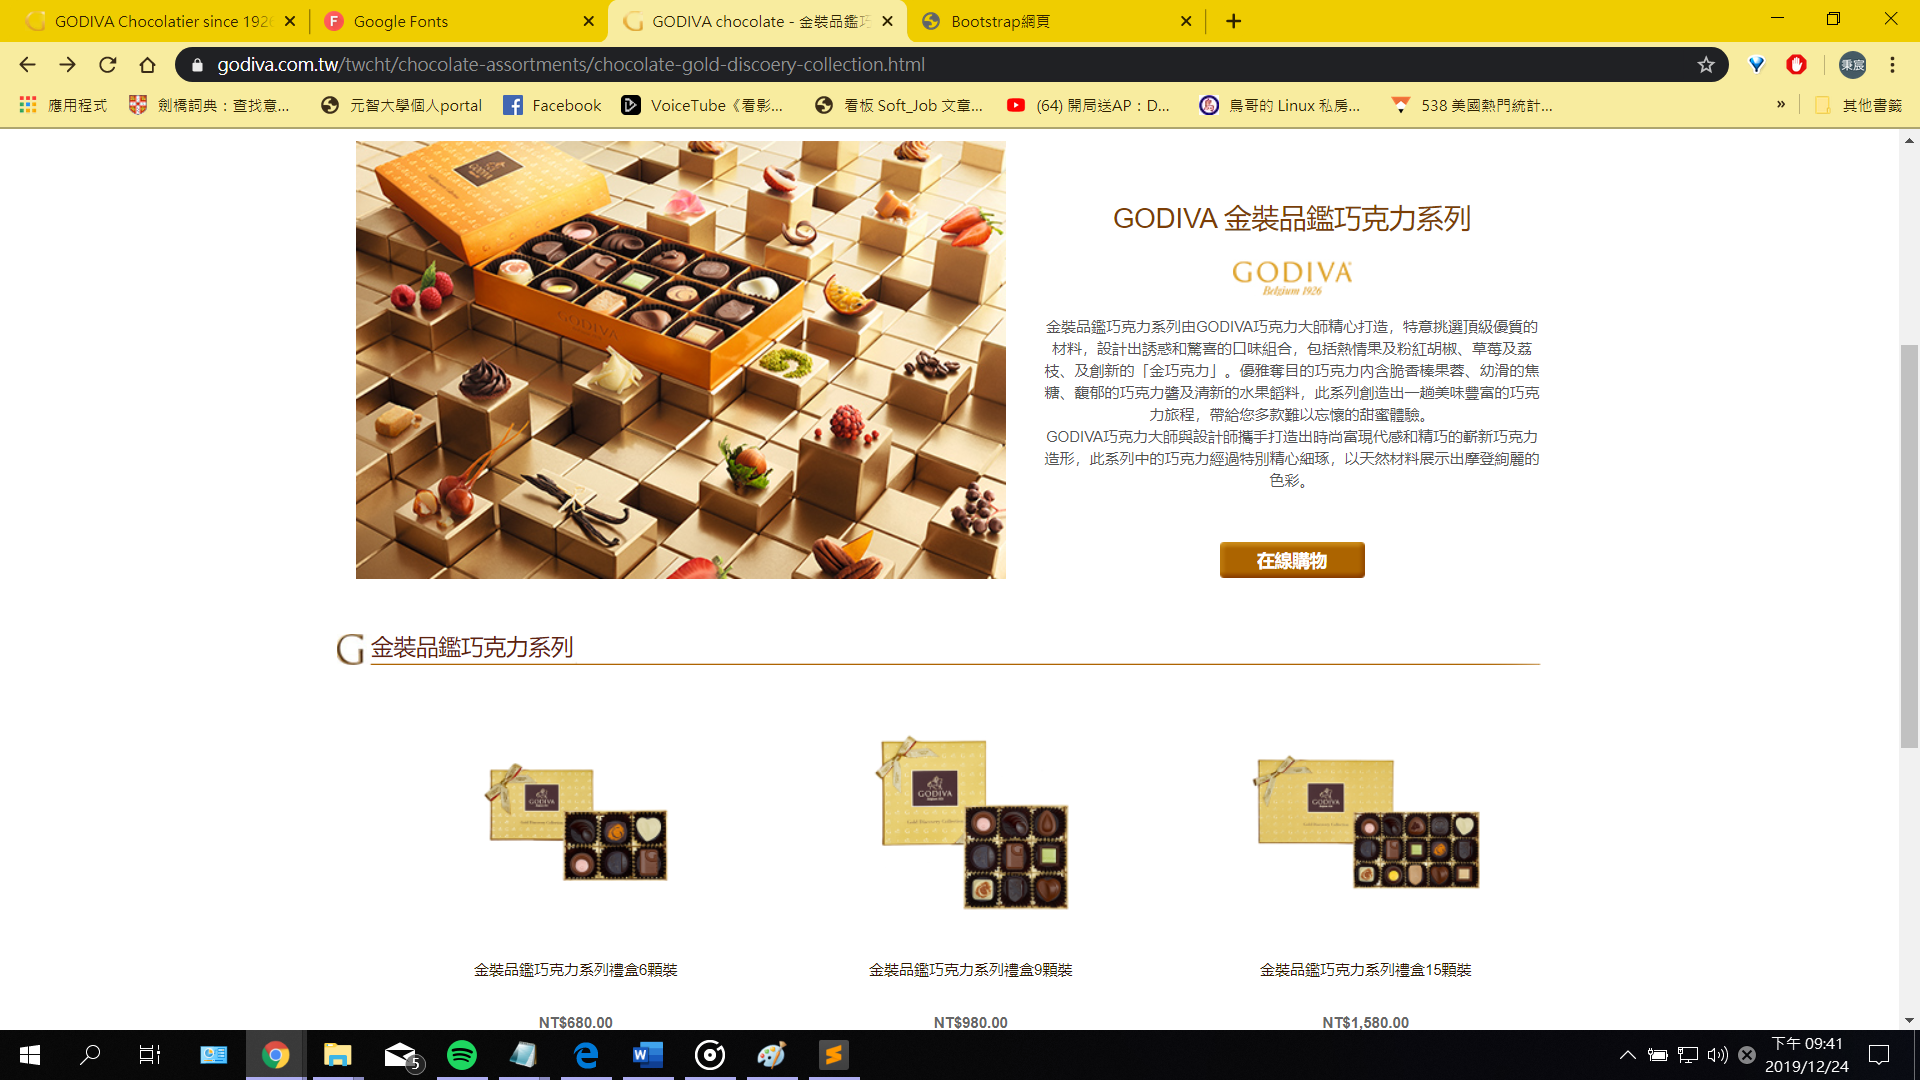 GODIVA Chocolatier since 1926
Google Fonts
GODIVA chocolate - 金裝品鑑巧
Bootstrap網頁
godiva.com.tw/twcht/chocolate-assortments/chocolate-gold-discoery-collection.html
秉宸
應用程式
劍橋詞典：查找意...
元智大學個人portal
Facebook
VoiceTube《看影...
看板 Soft_Job 文章...
(64) 開局送AP：D...
鳥哥的 Linux 私房...
538 美國熱門統計...
»
其他書籤
GODIVA
GODIVA 金裝品鑑巧克力系列
GODIVA
Belgium 1926
金裝品鑑巧克力系列由GODIVA巧克力大師精心打造，特意挑選頂級優質的
材料，設計出誘惑和驚喜的口味組合，包括熱情果及粉紅胡椒、草莓及荔
枝、及創新的「金巧克力」。優雅奪目的巧克力內含脆香榛果蓉、幼滑的焦
糖、馥郁的巧克力醬及清新的水果餡料，此系列創造出一趟美味豐富的巧克
力旅程，帶給您多款難以忘懷的甜蜜體驗。
GODIVA巧克力大師與設計師攜手打造出時尚富現代感和精巧的嶄新巧克力
造形，此系列中的巧克力經過特別精心細琢，以天然材料展示出摩登絢麗的
色彩。
在線購物
G 金裝品鑑巧克力系列
GODIVA
GODIVA
Gold Discovery Collection
GODIVA
金裝品鑑巧克力系列禮盒6顆裝
金裝品鑑巧克力系列禮盒9顆裝
金裝品鑑巧克力系列禮盒15顆裝
NT$680.00
NT$980.00
NT$1,580.00
5
下午 09:41
2019/12/24